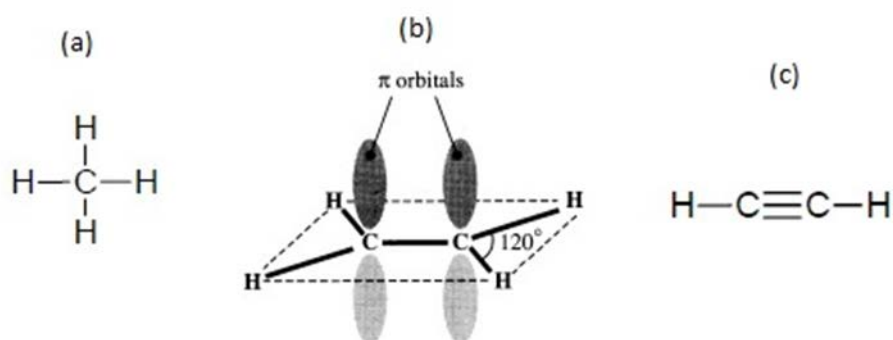 (a)
H
H—C—H
H
(b)
π orbitals
H H
C C 120°
H H
(c)
H—C≡C—H